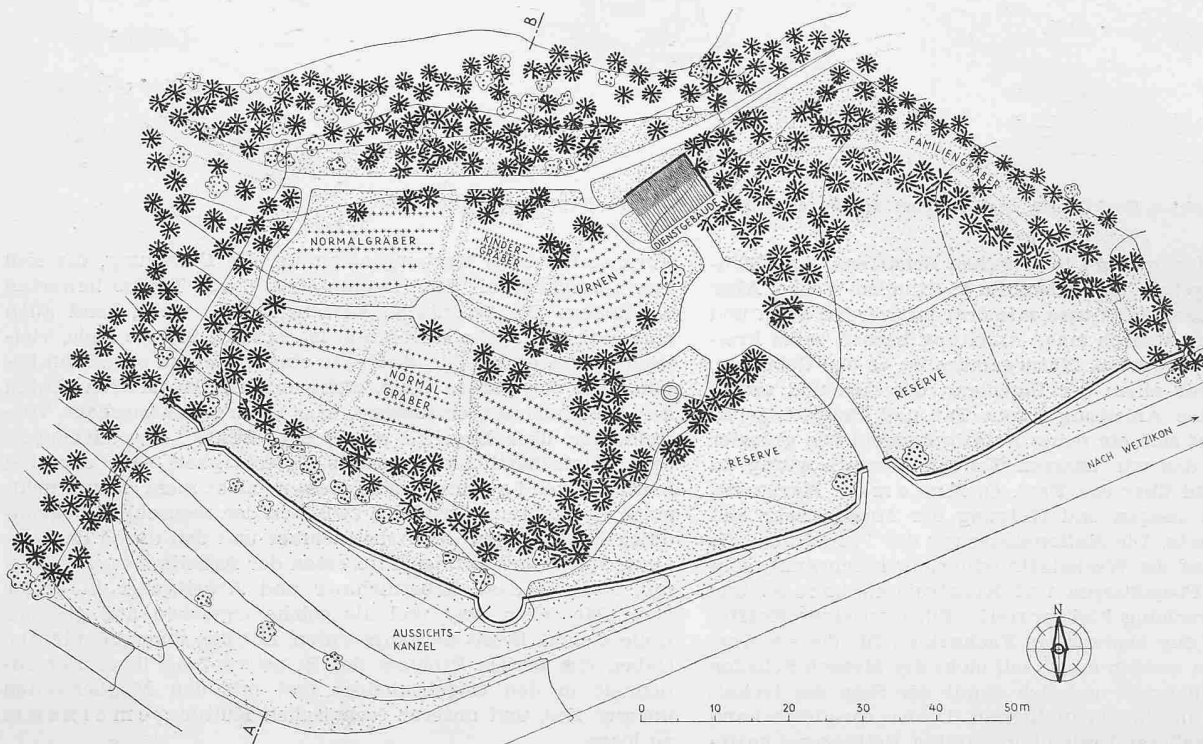 B
FAMILIENGRÄBER
DIENSTGEBÄUDE
NORMALGRÄBER
KINDER-
GRÄBER
URNEN
NORMAL-
GRÄBER
RESERVE
RESERVE
NACH WETZIKON
AUSSICHTS-
KANZEL
A
N
0 10 20 30 40 50m